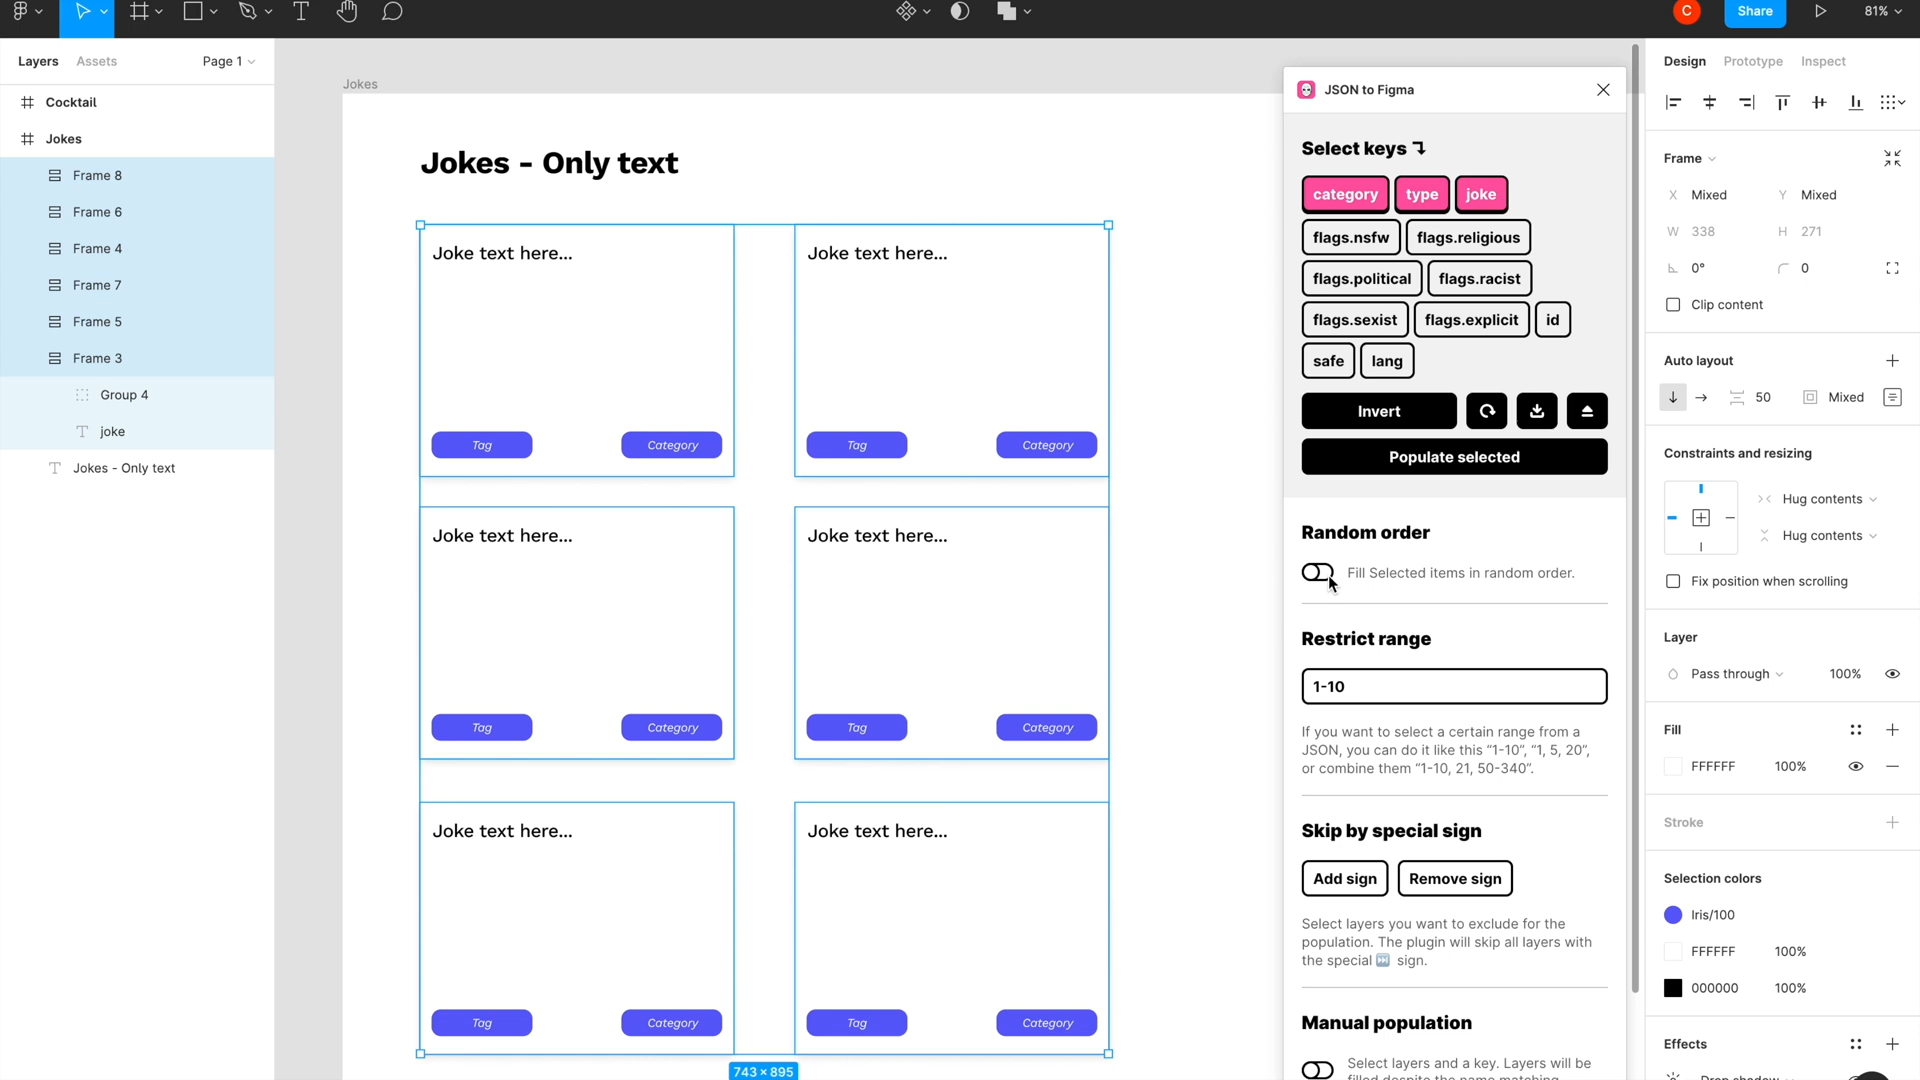 C
Share
81%
Layers
Assets
Page 1
Cocktail
Jokes
Frame 8
Frame 6
Frame 4
Frame 7
Frame 5
Frame 3
Group 4
joke
Jokes - Only text
Jokes
Jokes - Only text
Joke text here...
Joke text here...
Tag
Category
Tag
Category
Joke text here...
Joke text here...
Tag
Category
Tag
Category
Joke text here...
Joke text here...
Tag
Category
Tag
Category
743 × 895
JSON to Figma
Select keys
category
type
joke
flags.nsfw
flags.religious
flags.political
flags.racist
flags.sexist
flags.explicit
id
safe
lang
Invert
Populate selected
Random order
Fill Selected items in random order.
Restrict range
1-10
If you want to select a certain range from a
JSON, you can do it like this “1-10”, “1, 5, 20”,
or combine them “1-10, 21, 50-340”.
Skip by special sign
Add sign
Remove sign
Select layers you want to exclude for the
population. The plugin will skip all layers with
the special sign.
Manual population
Select layers and a key. Layers will be
filled despite the name matching
Design
Prototype
Inspect
Frame
X Mixed
Y Mixed
W 338
H 271
0°
0
Clip content
Auto layout
50
Mixed
Constraints and resizing
Hug contents
Hug contents
Fix position when scrolling
Layer
Pass through
100%
Fill
FFFFFF
100%
Stroke
Selection colors
Iris/100
FFFFFF
100%
000000
100%
Effects
Drop shadow